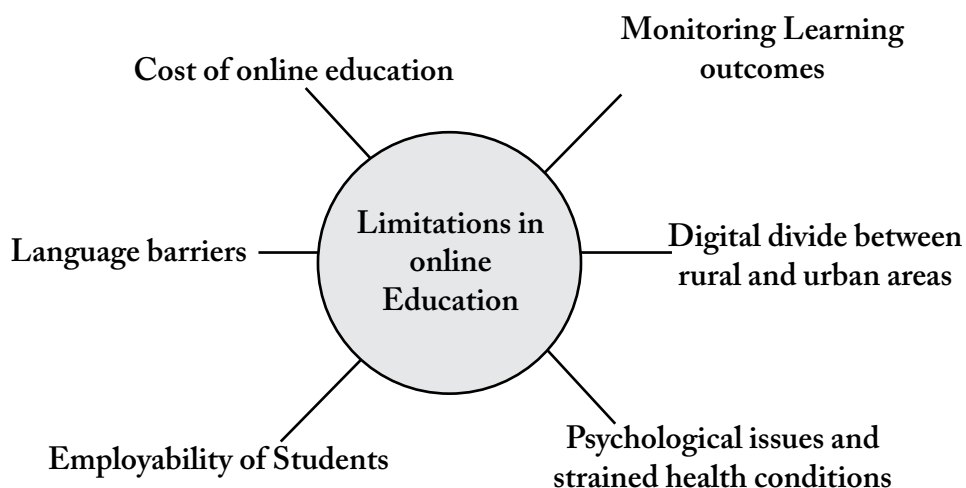 Monitoring Learning
outcomes
Cost of online education
Limitations in
online
Education
Language barriers
Digital divide between
rural and urban areas
Employability of Students
Psychological issues and
strained health conditions